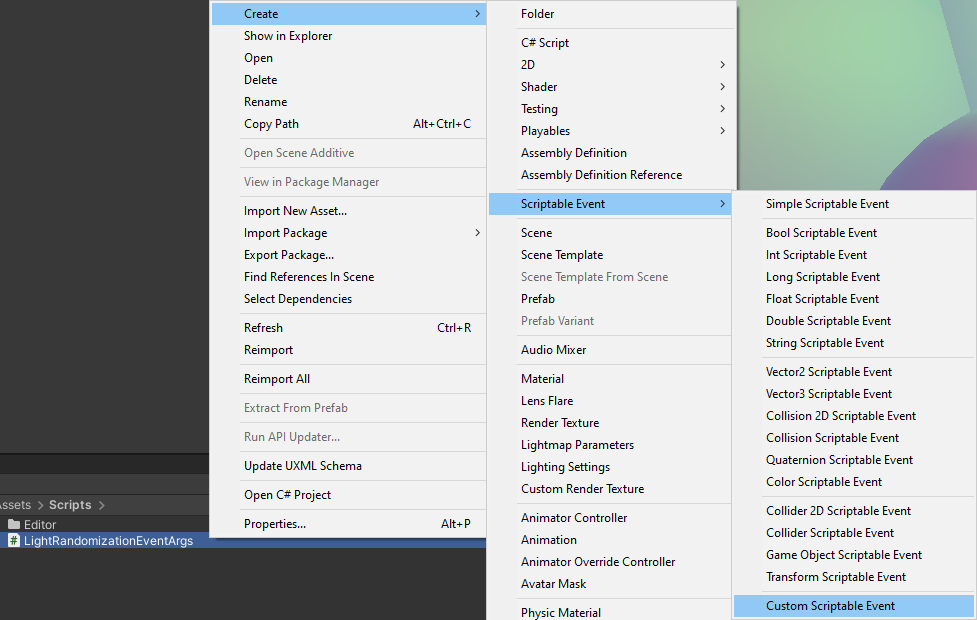 Create
Show in Explorer
Open
Delete
Rename
Copy Path Alt+Ctrl+C
Open Scene Additive
View in Package Manager
Import New Asset...
Import Package
Export Package...
Find References In Scene
Select Dependencies
Refresh Ctrl+R
Reimport
Reimport All
Extract From Prefab
Run API Updater...
Update UXML Schema
Open C# Project
Properties... Alt+P
Folder
C# Script
2D
Shader
Testing
Playables
Assembly Definition
Assembly Definition Reference
Scriptable Event
Scene
Scene Template
Scene Template From Scene
Prefab
Prefab Variant
Audio Mixer
Material
Lens Flare
Render Texture
Lightmap Parameters
Lighting Settings
Custom Render Texture
Animator Controller
Animation
Animator Override Controller
Avatar Mask
Physic Material
Simple Scriptable Event
Bool Scriptable Event
Int Scriptable Event
Long Scriptable Event
Float Scriptable Event
Double Scriptable Event
String Scriptable Event
Vector2 Scriptable Event
Vector3 Scriptable Event
Collision 2D Scriptable Event
Collision Scriptable Event
Quaternion Scriptable Event
Color Scriptable Event
Collider 2D Scriptable Event
Collider Scriptable Event
Game Object Scriptable Event
Transform Scriptable Event
Custom Scriptable Event
ssets > Scripts >
Editor
# LightRandomizationEventArgs